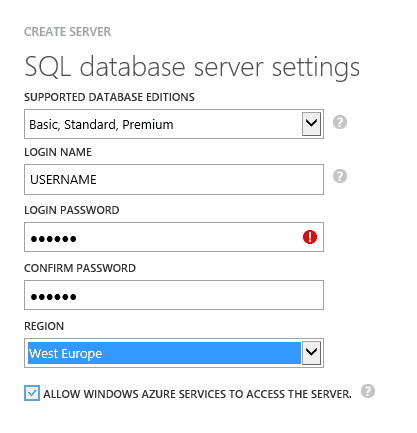 CREATE SERVER
SQL database server settings
SUPPORTED DATABASE EDITIONS
Basic, Standard, Premium
LOGIN NAME
USERNAME
LOGIN PASSWORD
●●●●●●
CONFIRM PASSWORD
●●●●●●
REGION
West Europe
ALLOW WINDOWS AZURE SERVICES TO ACCESS THE SERVER.